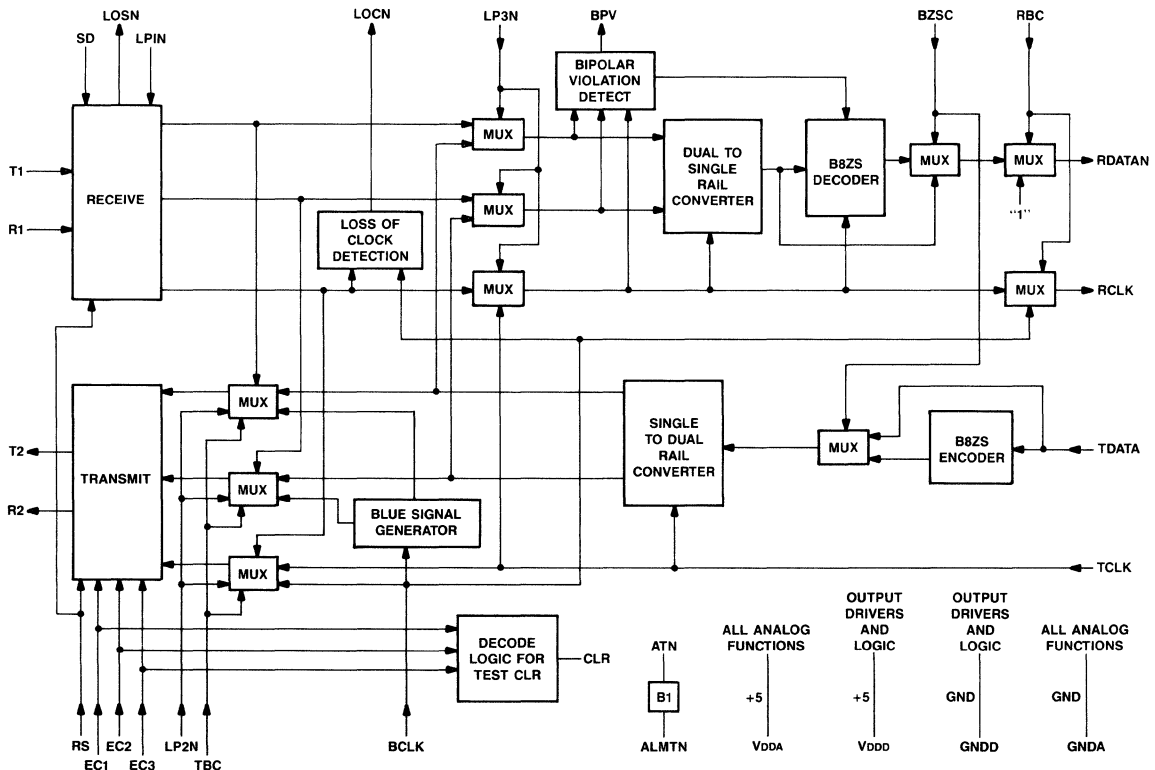 LOSN
LOCN
LP3N
BPV
BZSC
RBC
SD
LPIN
BIPOLAR
VIOLATION
DETECT
MUX
T1
R1
RECEIVE
DUAL TO
SINGLE
RAIL
CONVERTER
B8ZS
DECODER
MUX
MUX
RDATAN
"1"
MUX
LOSS OF
CLOCK
DETECTION
MUX
MUX
RCLK
T2
R2
TRANSMIT
MUX
MUX
MUX
BLUE SIGNAL
GENERATOR
SINGLE
TO DUAL
RAIL
CONVERTER
MUX
B8ZS
ENCODER
TDATA
TCLK
DECODE
LOGIC FOR
TEST CLR
CLR
RS
EC1
EC2
EC3
LP2N
TBC
BCLK
ATN
B1
ALMTN
ALL ANALOG
FUNCTIONS
+5
VDDA
OUTPUT
DRIVERS
AND
LOGIC
+5
VDDD
OUTPUT
DRIVERS
AND
LOGIC
GND
GNDD
ALL ANALOG
FUNCTIONS
GND
GNDA